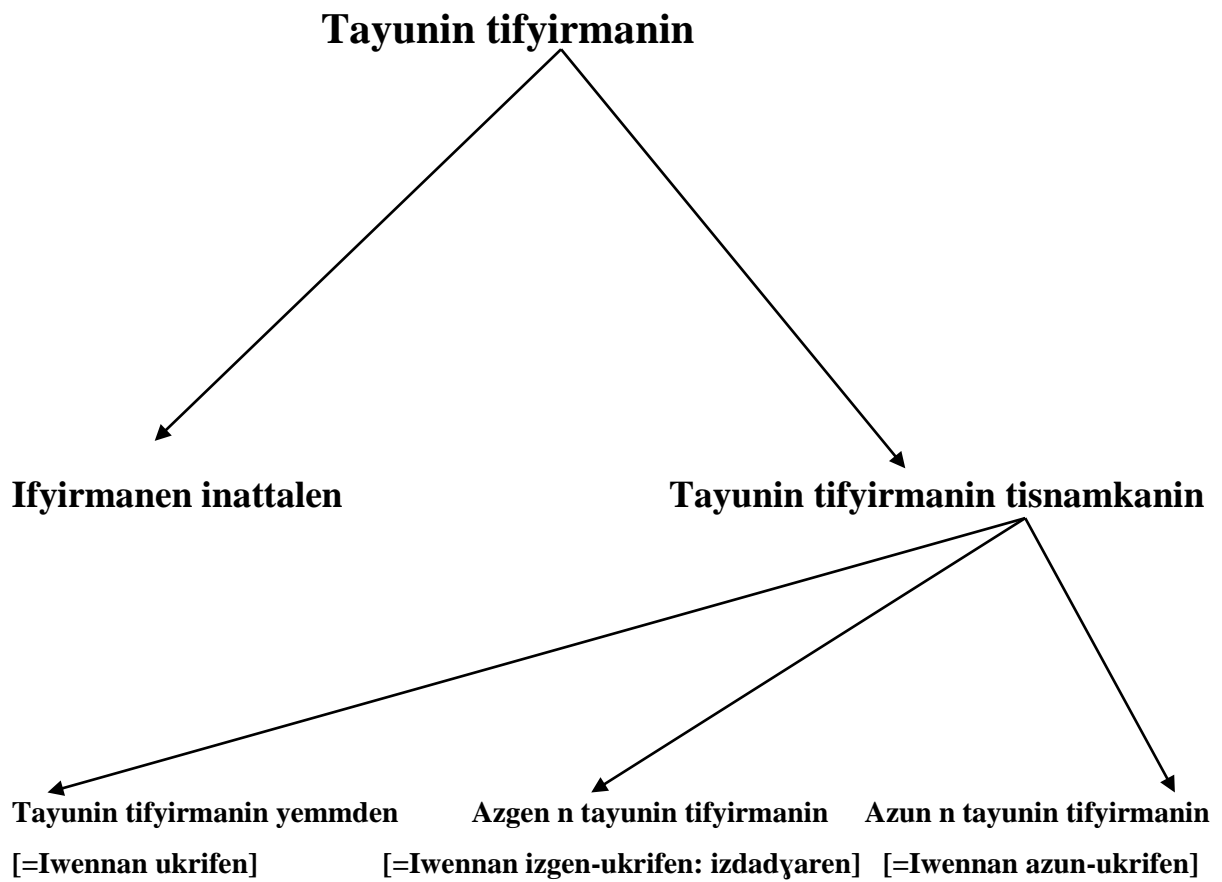 Tayunin tifyirmanin
Ifyirmanen inattalen Tayunin tifyirmanin tisnamkanin
Tayunin tifyirmanin yemmden Azgen n tayunin tifyirmanin Azun n tayunin tifyirmanin
[=Iwennan ukrifen] [=Iwennan izgen-ukrifen: izdadɣaren] [=Iwennan azun-ukrifen]